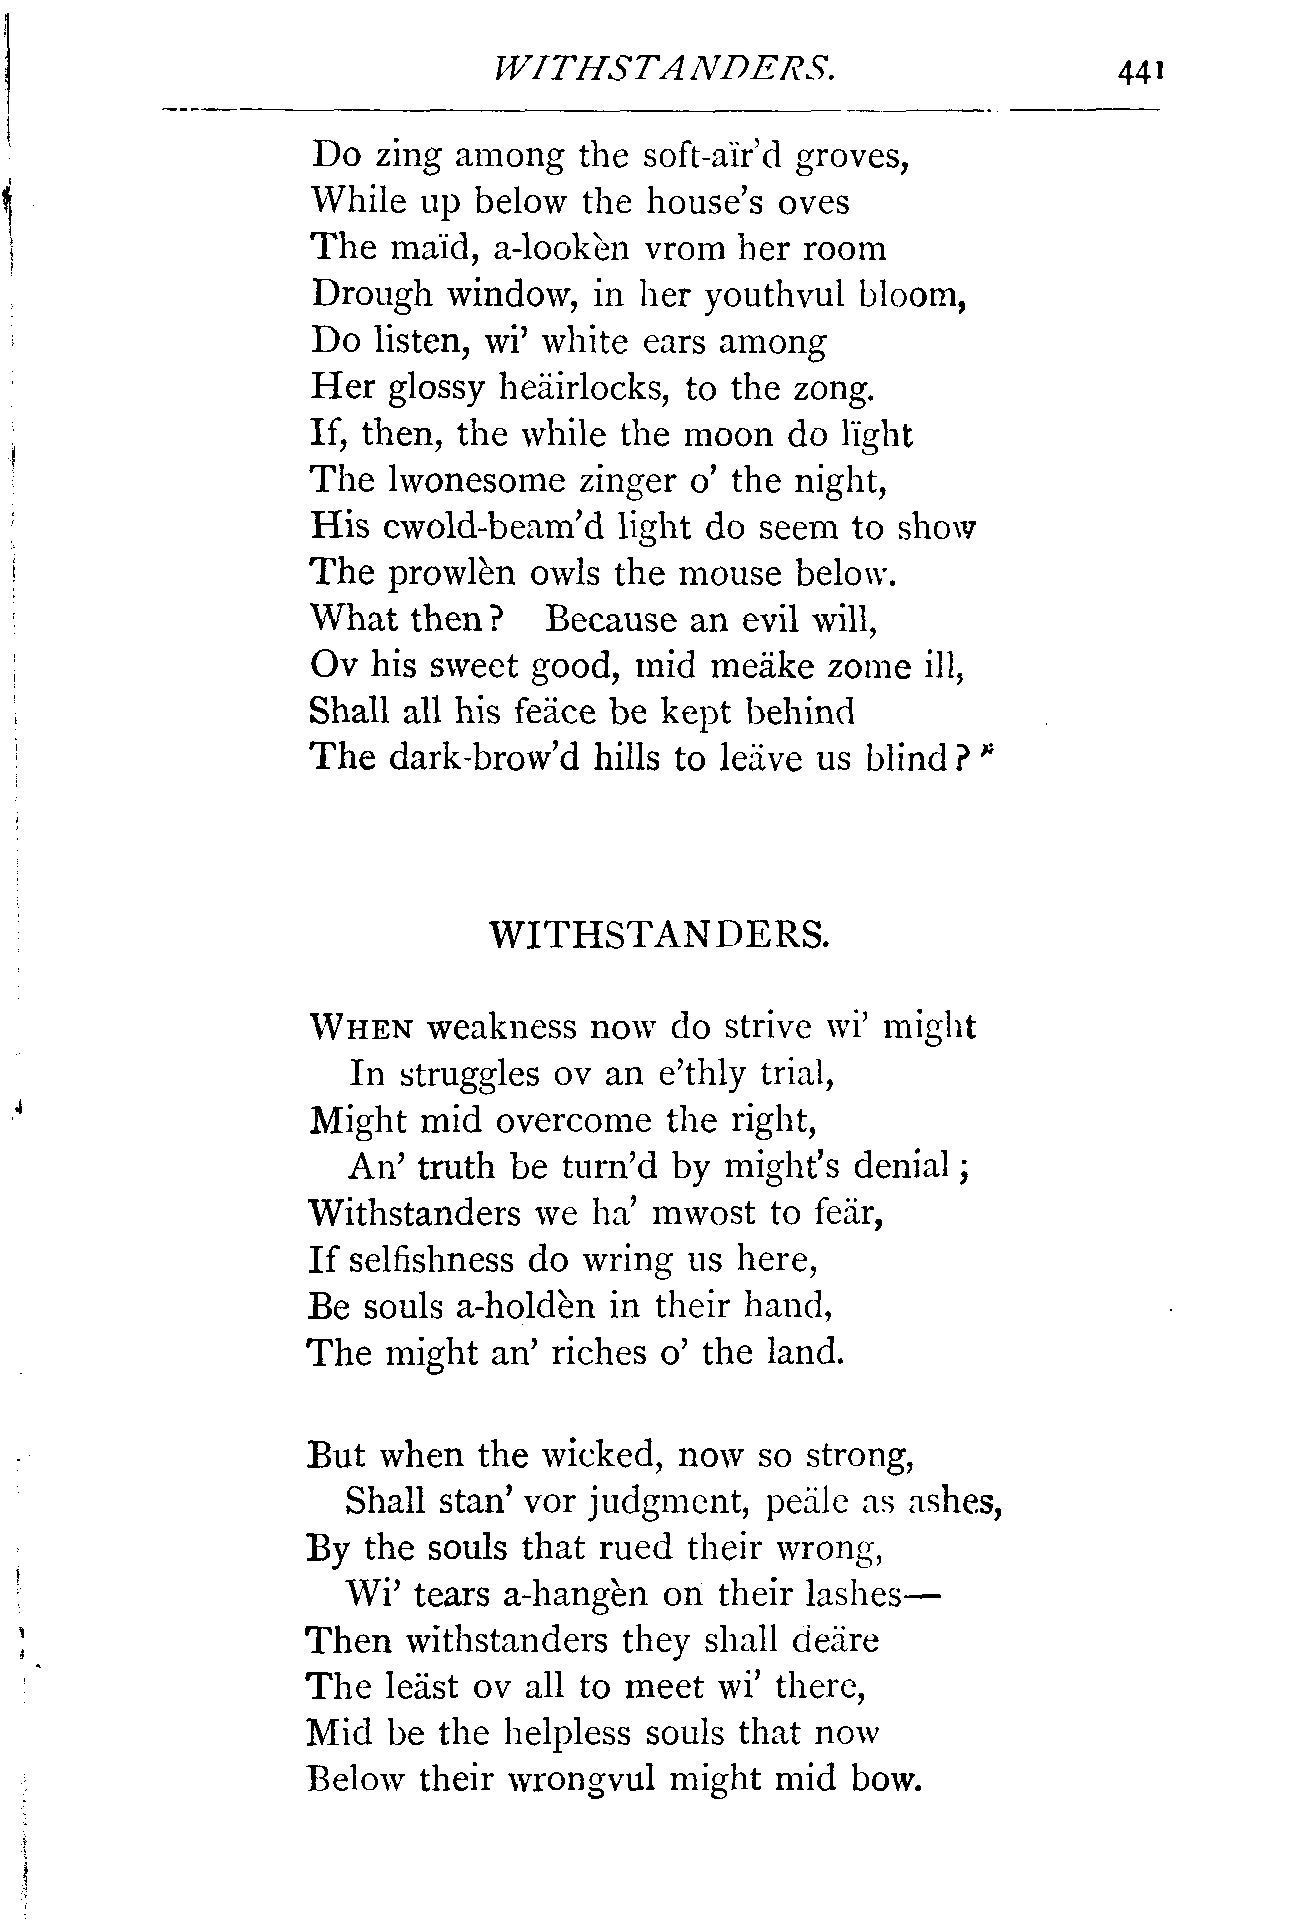 WITHSTANDERS. 441
Do zing among the soft-aïr'd groves,
While up below the house's oves
The maïd, a-lookèn vrom her room
Drough window, in her youthvul bloom,
Do listen, wi' white ears among
Her glossy heäirlocks, to the zong.
If, then, the while the moon do lïght
The lwonesome zinger o' the night,
His cwold-beam'd light do seem to show
The prowlèn owls the mouse below.
What then? Because an evil will,
Ov his sweet good, mid meäke zome ill,
Shall all his feäce be kept behind
The dark-brow'd hills to leäve us blind?
WITHSTANDERS.
WHEN weakness now do strive wi' might
In struggles ov an e'thly trial,
Might mid overcome the right,
An' truth be turn'd by might's denial;
Withstanders we ha' mwost to feär,
If selfishness do wring us here,
Be souls a-holdèn in their hand,
The might an' riches o' the land.
But when the wicked, now so strong,
Shall stan' vor judgment, peäle as ashes,
By the souls that rued their wrong,
Wi' tears a-hangèn on their lashes—
Then withstanders they shall deäre
The leäst ov all to meet wi' there,
Mid be the helpless souls that now
Below their wrongvul might mid bow.